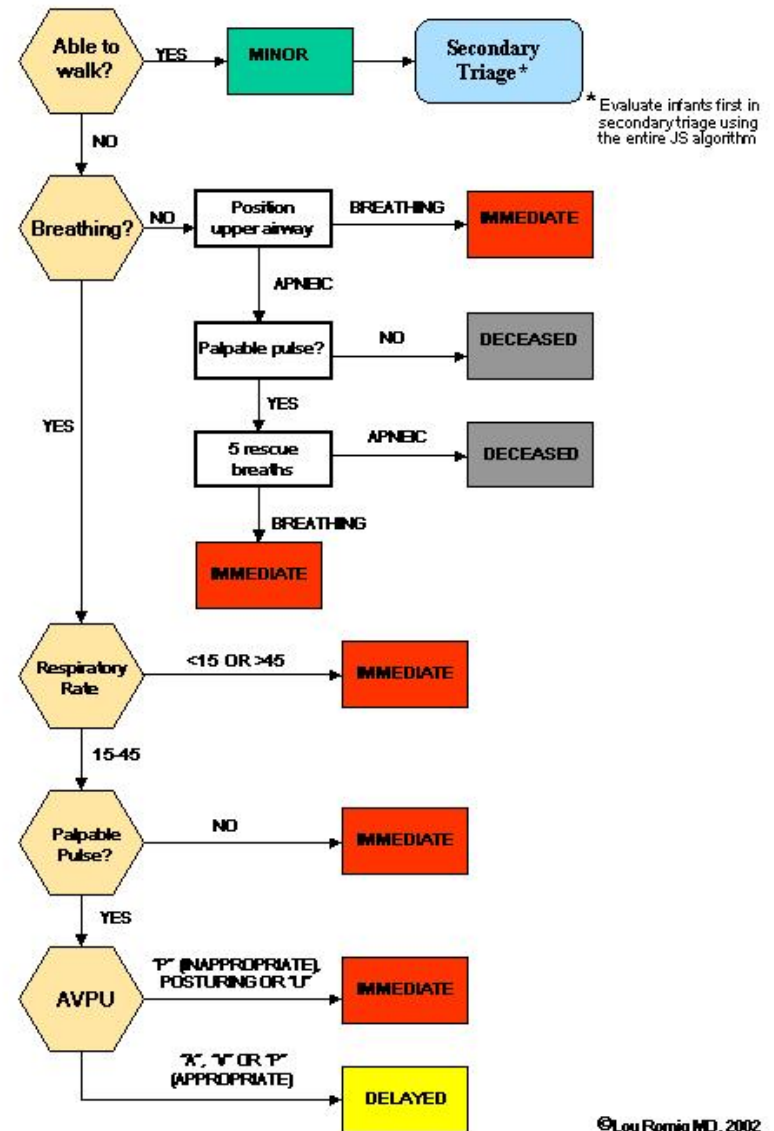 Able to
walk?
YES
MINOR
Secondary
Triage*
* Evaluate infants first in
secondary triage using
the entire JS algorithm
NO
Breathing?
NO
Position
upper airway
BREATHING
IMMEDIATE
APNEIC
Palpable pulse?
NO
DECEASED
YES
YES
5 rescue
breaths
APNEIC
DECEASED
BREATHING
IMMEDIATE
Respiratory
Rate
<15 OR >45
IMMEDIATE
15-45
Palpable
Pulse?
NO
IMMEDIATE
YES
AVPU
"P" (INAPPROPRIATE),
POSTURING OR "U"
IMMEDIATE
"A", "V" OR "P"
(APPROPRIATE)
DELAYED
©Lou Romig MD, 2002